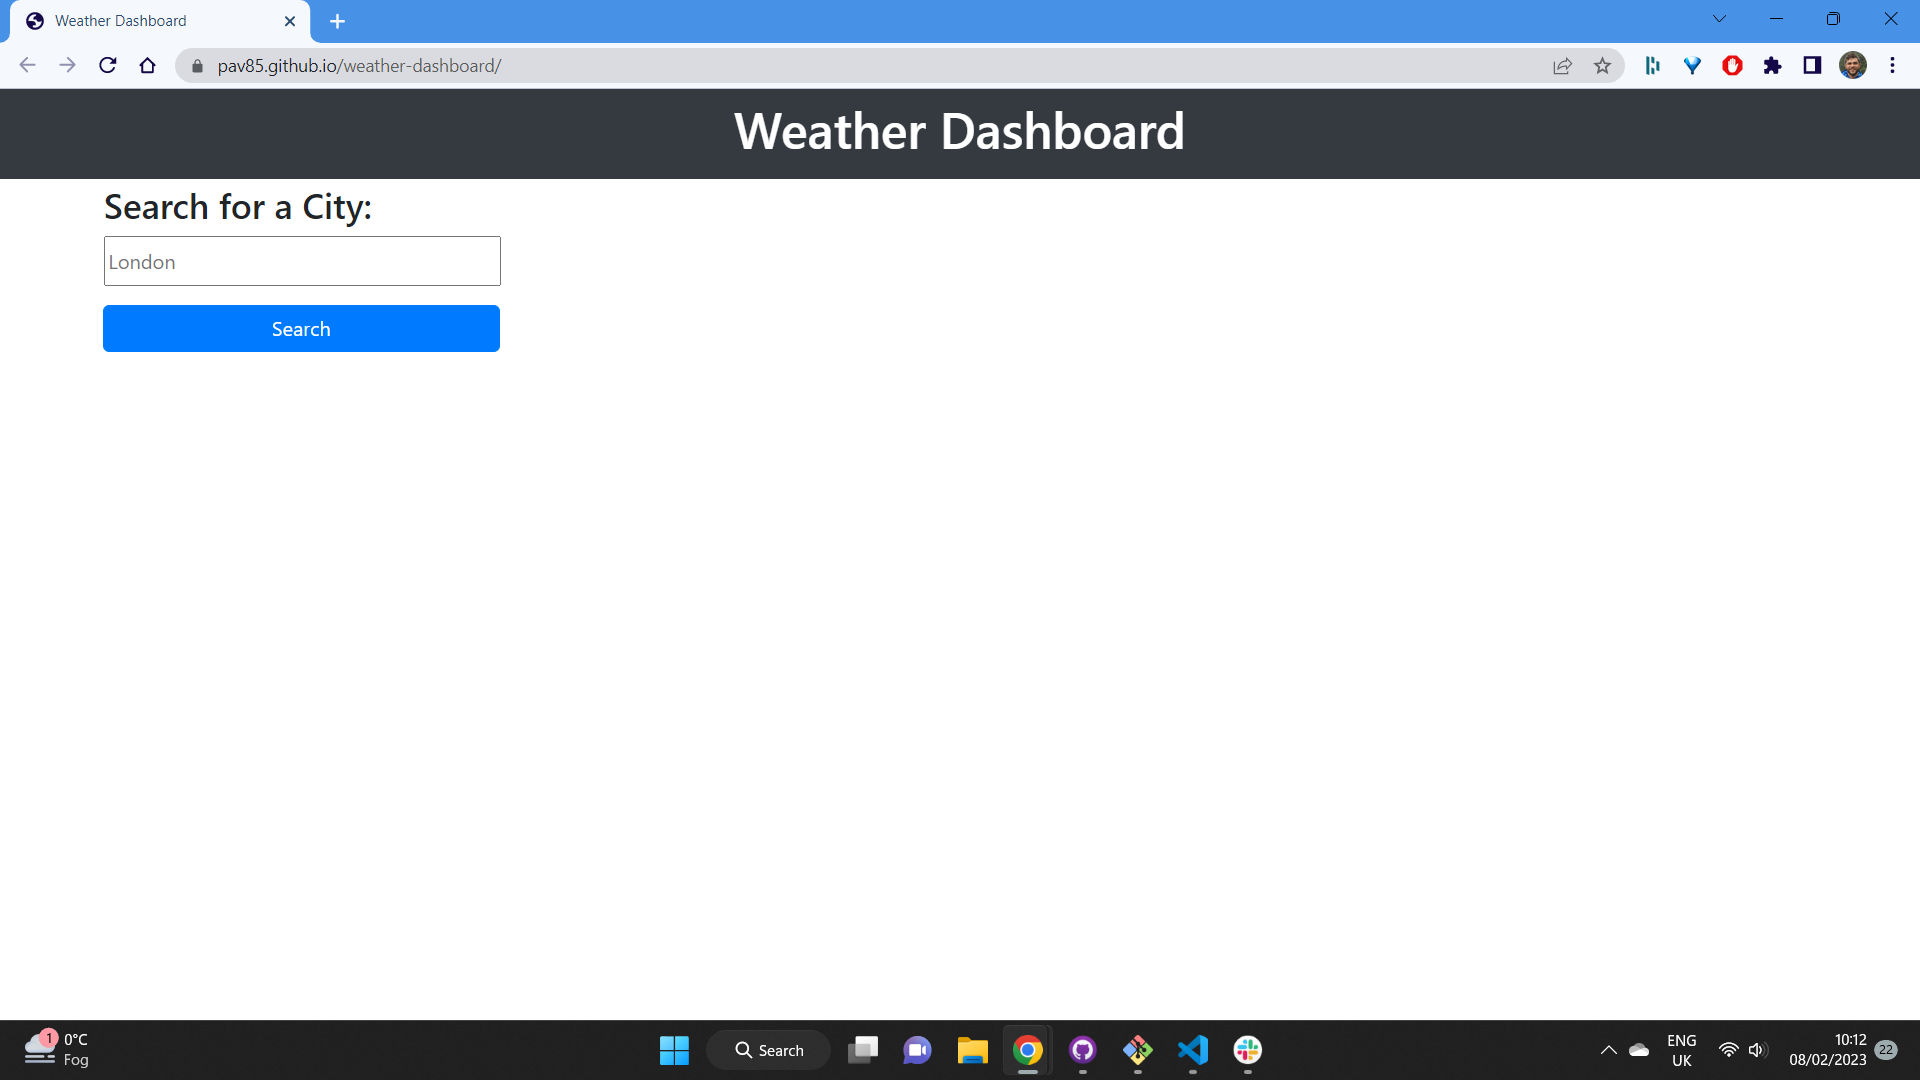 Weather Dashboard
pav85.github.io/weather-dashboard/
Weather Dashboard
Search for a City:
London
Search
1
0°C
Fog
Search
ENG
UK
10:12
08/02/2023
22